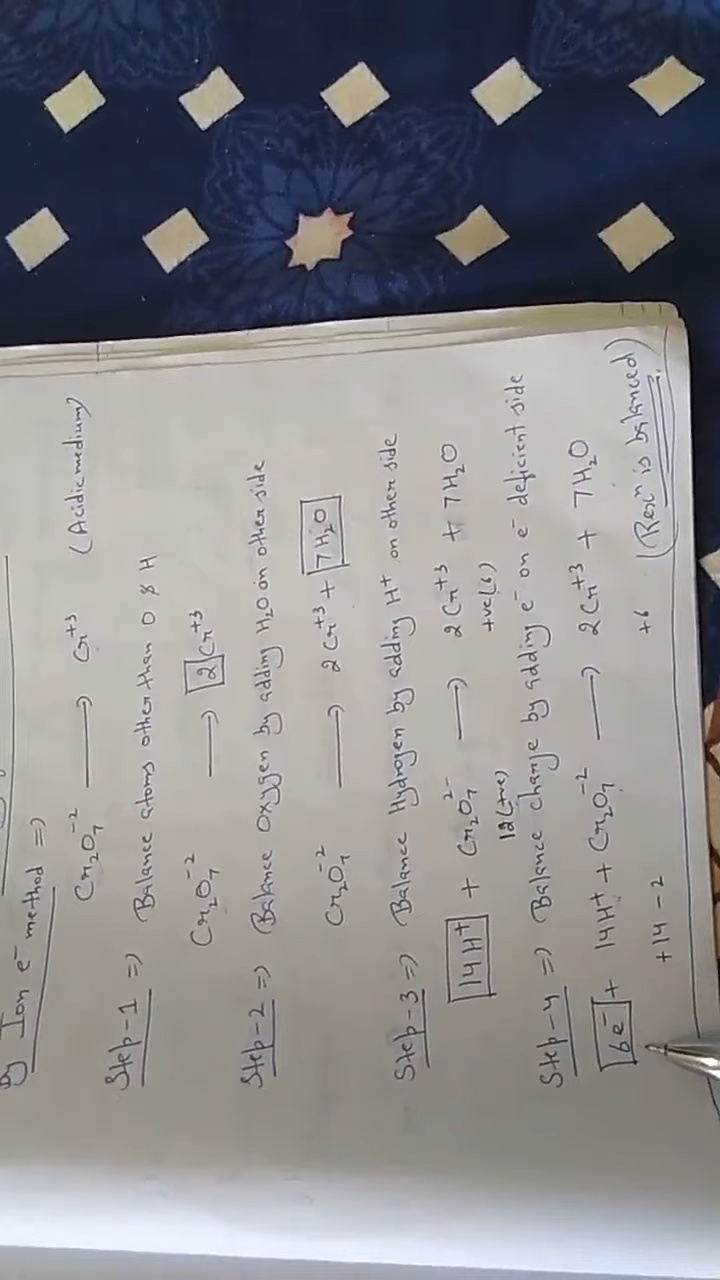 By Ion e⁻ method =)
Cr₂O₇⁻² ⟶ Cr⁺³ (Acidic medium)
Step-1 =) Balance atoms other than O & H
Cr₂O₇⁻² ⟶ 2Cr⁺³
Step-2 =) Balance Oxygen by adding H₂O on other side
Cr₂O₇⁻² ⟶ 2Cr⁺³ + 7H₂O
Step-3 =) Balance Hydrogen by adding H⁺ on other side
14H⁺ + Cr₂O₇²⁻ ⟶ 2Cr⁺³ + 7H₂O
12(+ve) +ve(6)
Step-4 =) Balance charge by adding e⁻ on e⁻ deficient side
6e⁻ + 14H⁺ + Cr₂O₇⁻² ⟶ 2Cr⁺³ + 7H₂O
+14 -2 +6 (Rexⁿ is balanced)